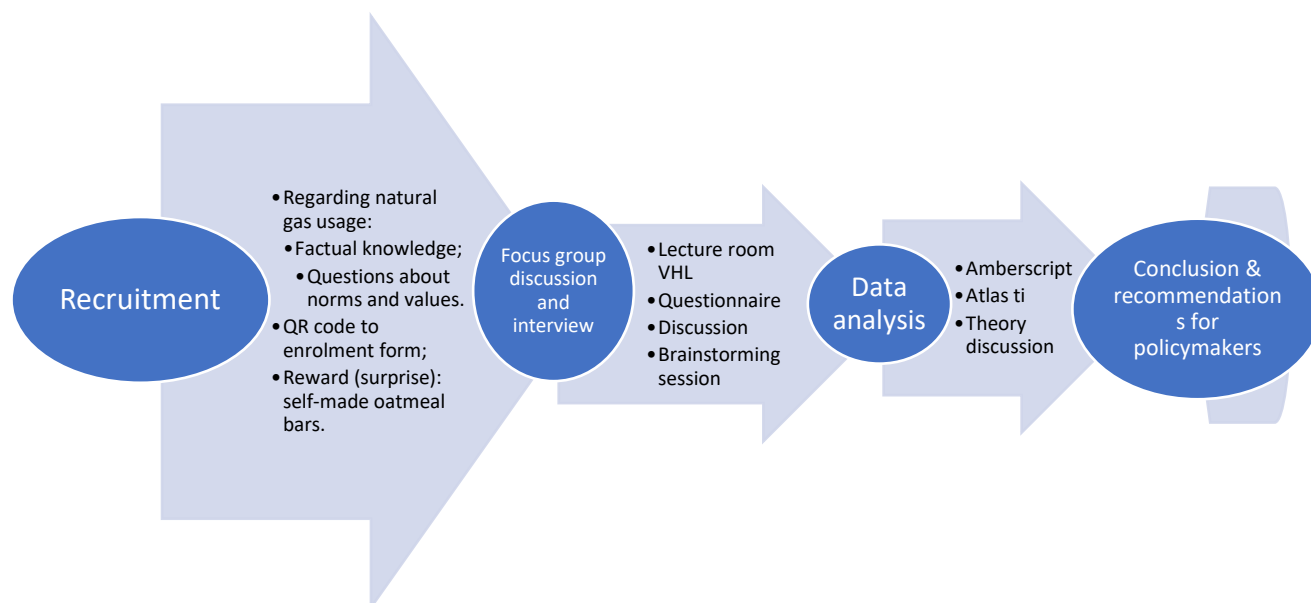 Recruitment
•Regarding natural
gas usage:
•Factual knowledge;
•Questions about
norms and values.
•QR code to
enrolment form;
•Reward (surprise):
self-made oatmeal
bars.
Focus group
discussion
and
interview
•Lecture room
VHL
•Questionnaire
•Discussion
•Brainstorming
session
Data
analysis
•Amberscript
•Atlas ti
•Theory
discussion
Conclusion &
recommendation
s for
policymakers